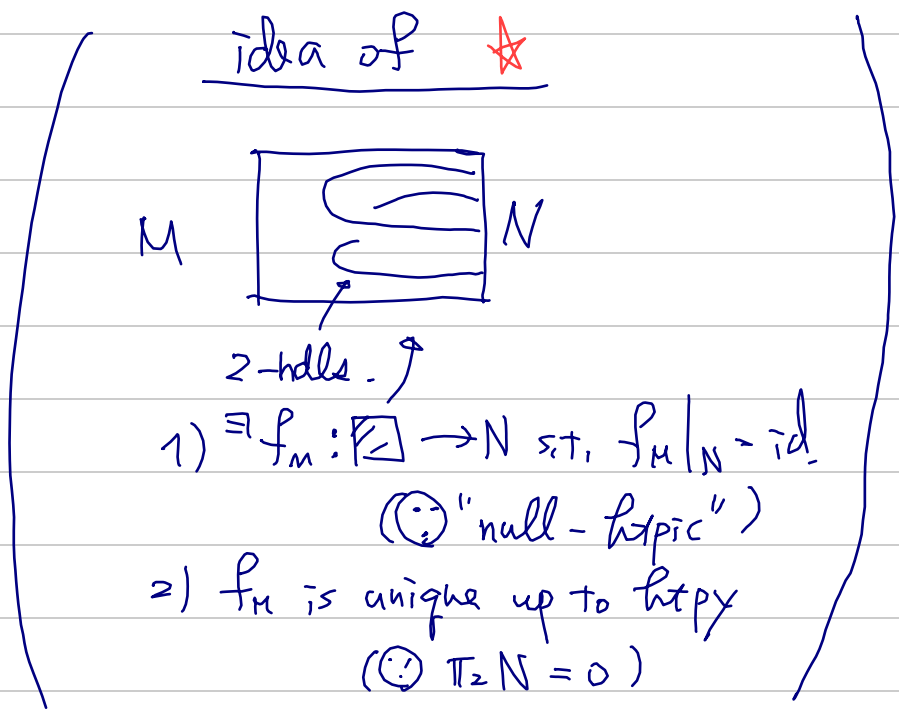 idea of ☆
M N
2-hdls.
1) ∃ f_M : → N s.t. f_M|_N = id.
(∵ "null-htpic")
2) f_M is unique up to htpy
(∵ π₂N = 0)